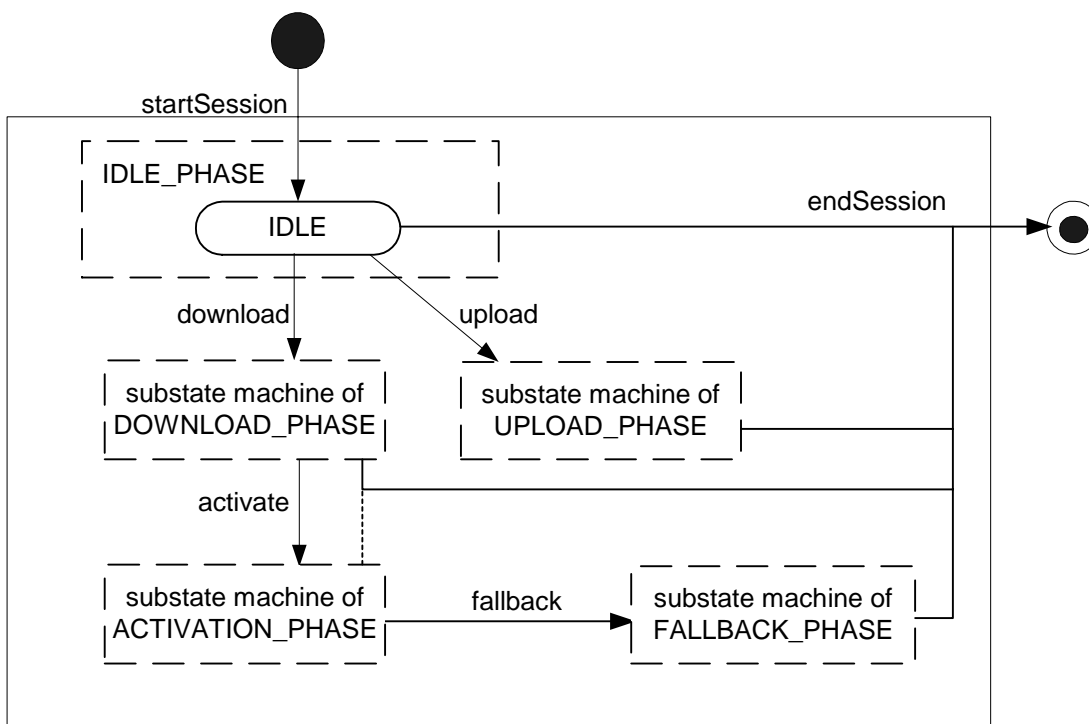 startSession
IDLE_PHASE
IDLE
endSession
download
upload
substate machine of
DOWNLOAD_PHASE
substate machine of
UPLOAD_PHASE
activate
substate machine of
ACTIVATION_PHASE
fallback
substate machine of
FALLBACK_PHASE